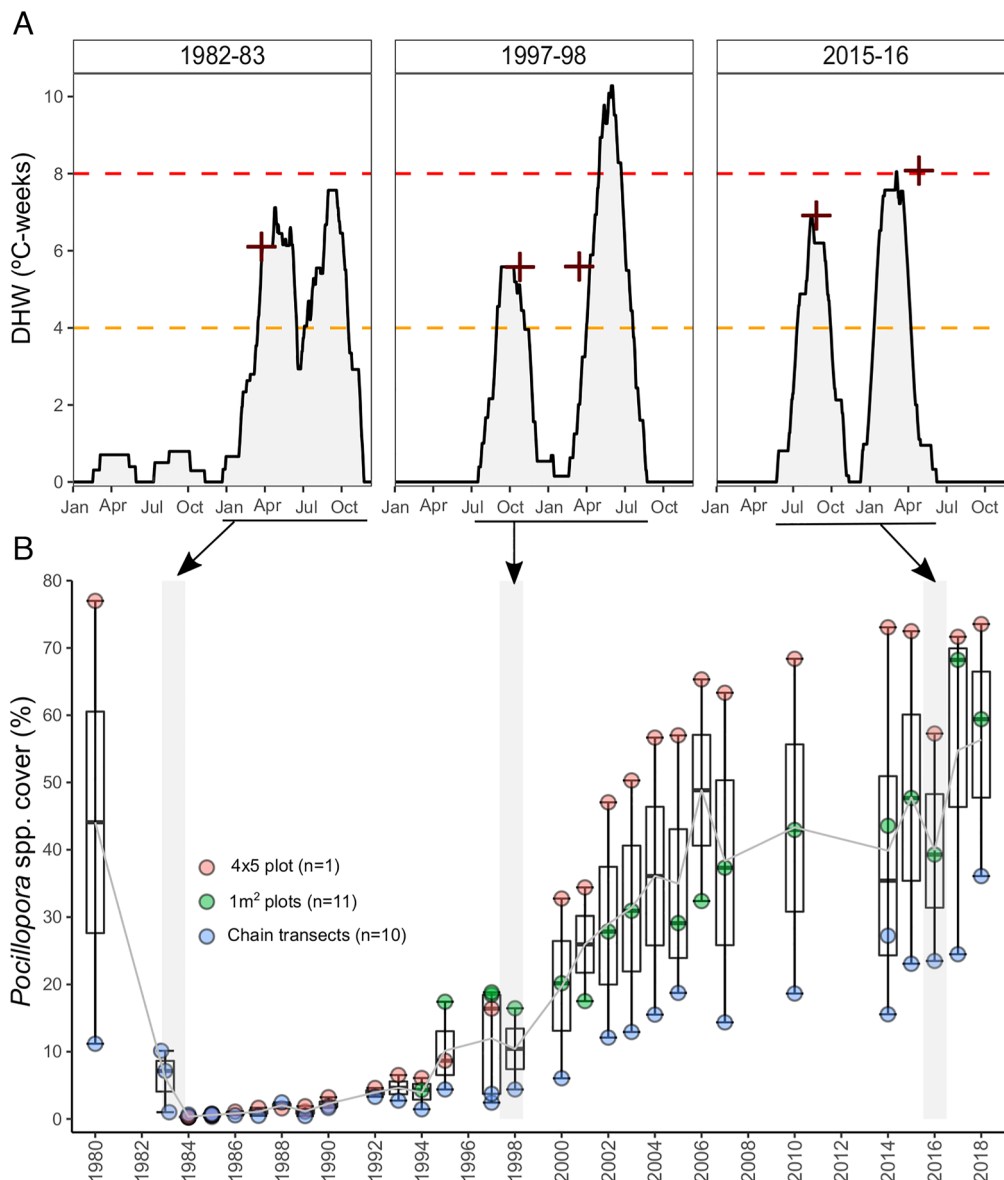 A
1982-83 1997-98 2015-16
DHW (ºC-weeks)
10
8
6
4
2
0
Jan Apr Jul Oct Jan Apr Jul Oct Jan Apr Jul Oct Jan Apr Jul Oct Jan Apr Jul Oct Jan Apr Jul Oct
B
Pocillopora spp. cover (%)
80
70
60
50
40
30
20
10
0
4x5 plot (n=1)
1m² plots (n=11)
Chain transects (n=10)
1980 1982 1984 1986 1988 1990 1992 1994 1996 1998 2000 2002 2004 2006 2008 2010 2012 2014 2016 2018